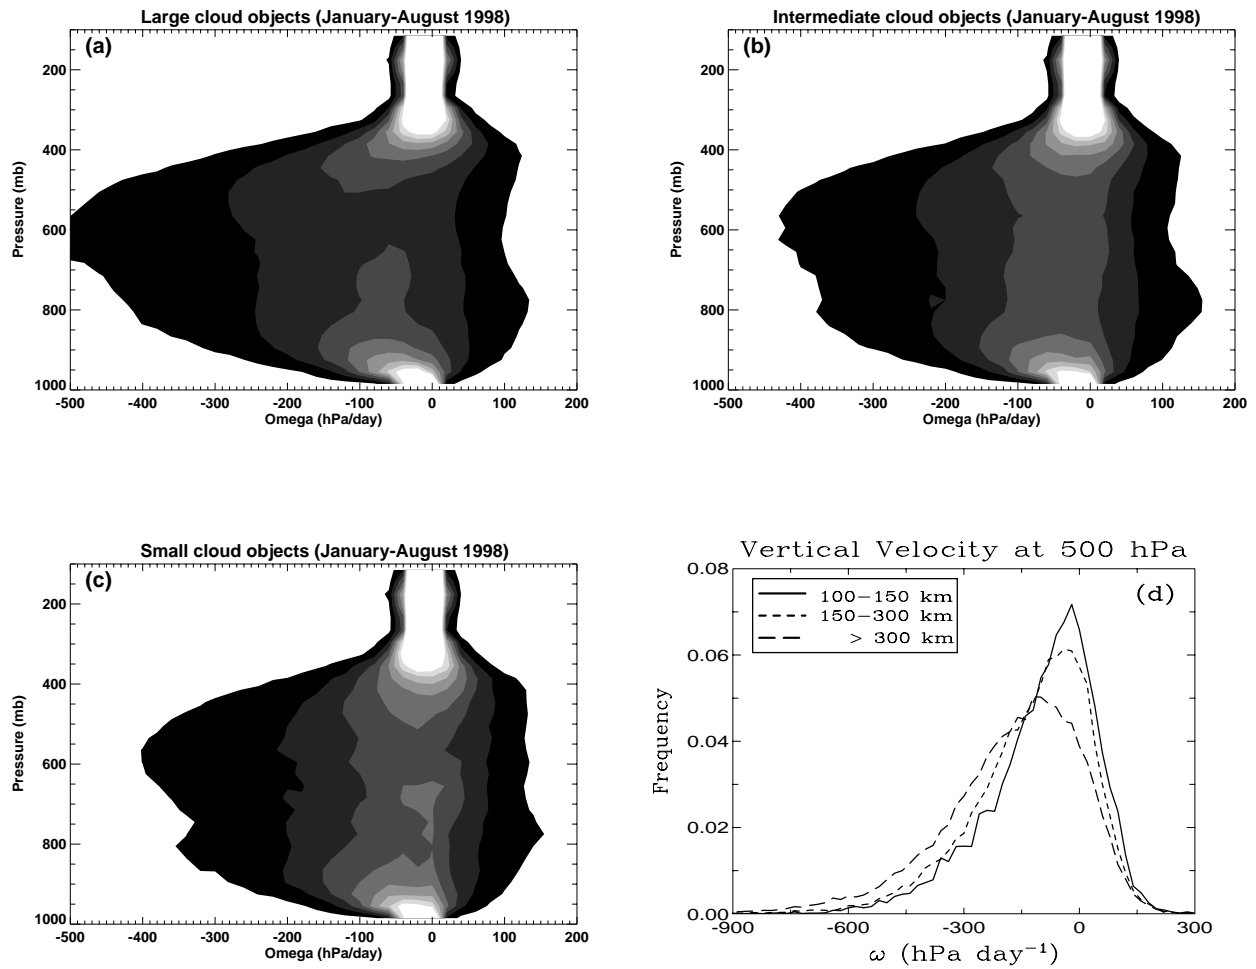 Large cloud objects (January-August 1998)
(a)
200
400
600
800
1000
Pressure (mb)
-500 -400 -300 -200 -100 0 100 200
Omega (hPa/day)
Intermediate cloud objects (January-August 1998)
(b)
200
400
600
800
1000
Pressure (mb)
-500 -400 -300 -200 -100 0 100 200
Omega (hPa/day)
Small cloud objects (January-August 1998)
(c)
200
400
600
800
1000
Pressure (mb)
-500 -400 -300 -200 -100 0 100 200
Omega (hPa/day)
Vertical Velocity at 500 hPa
(d)
100-150 km
150-300 km
> 300 km
0.08
0.06
0.04
0.02
0.00
Frequency
-900 -600 -300 0 300
ω (hPa day⁻¹)